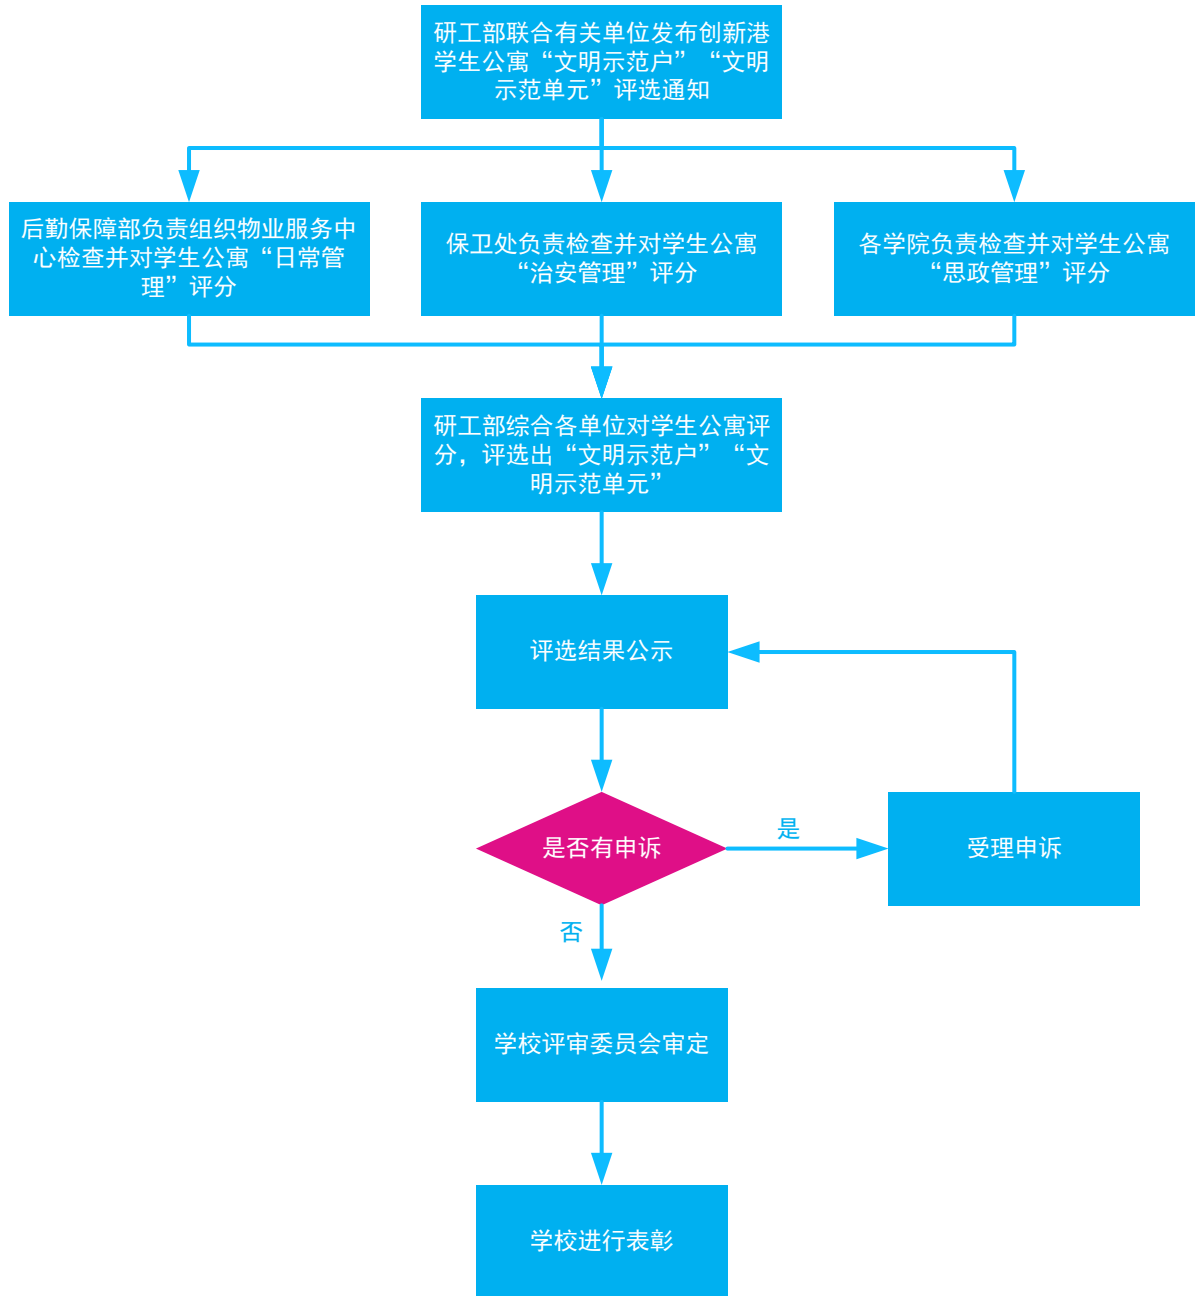 研工部联合有关单位发布创新港
学生公寓“文明示范户”“文明
示范单元”评选通知
后勤保障部负责组织物业服务中
心检查并对学生公寓“日常管
理”评分
保卫处负责检查并对学生公寓
“治安管理”评分
各学院负责检查并对学生公寓
“思政管理”评分
研工部综合各单位对学生公寓评
分，评选出“文明示范户”“文
明示范单元”
评选结果公示
是否有申诉
是
受理申诉
否
学校评审委员会审定
学校进行表彰